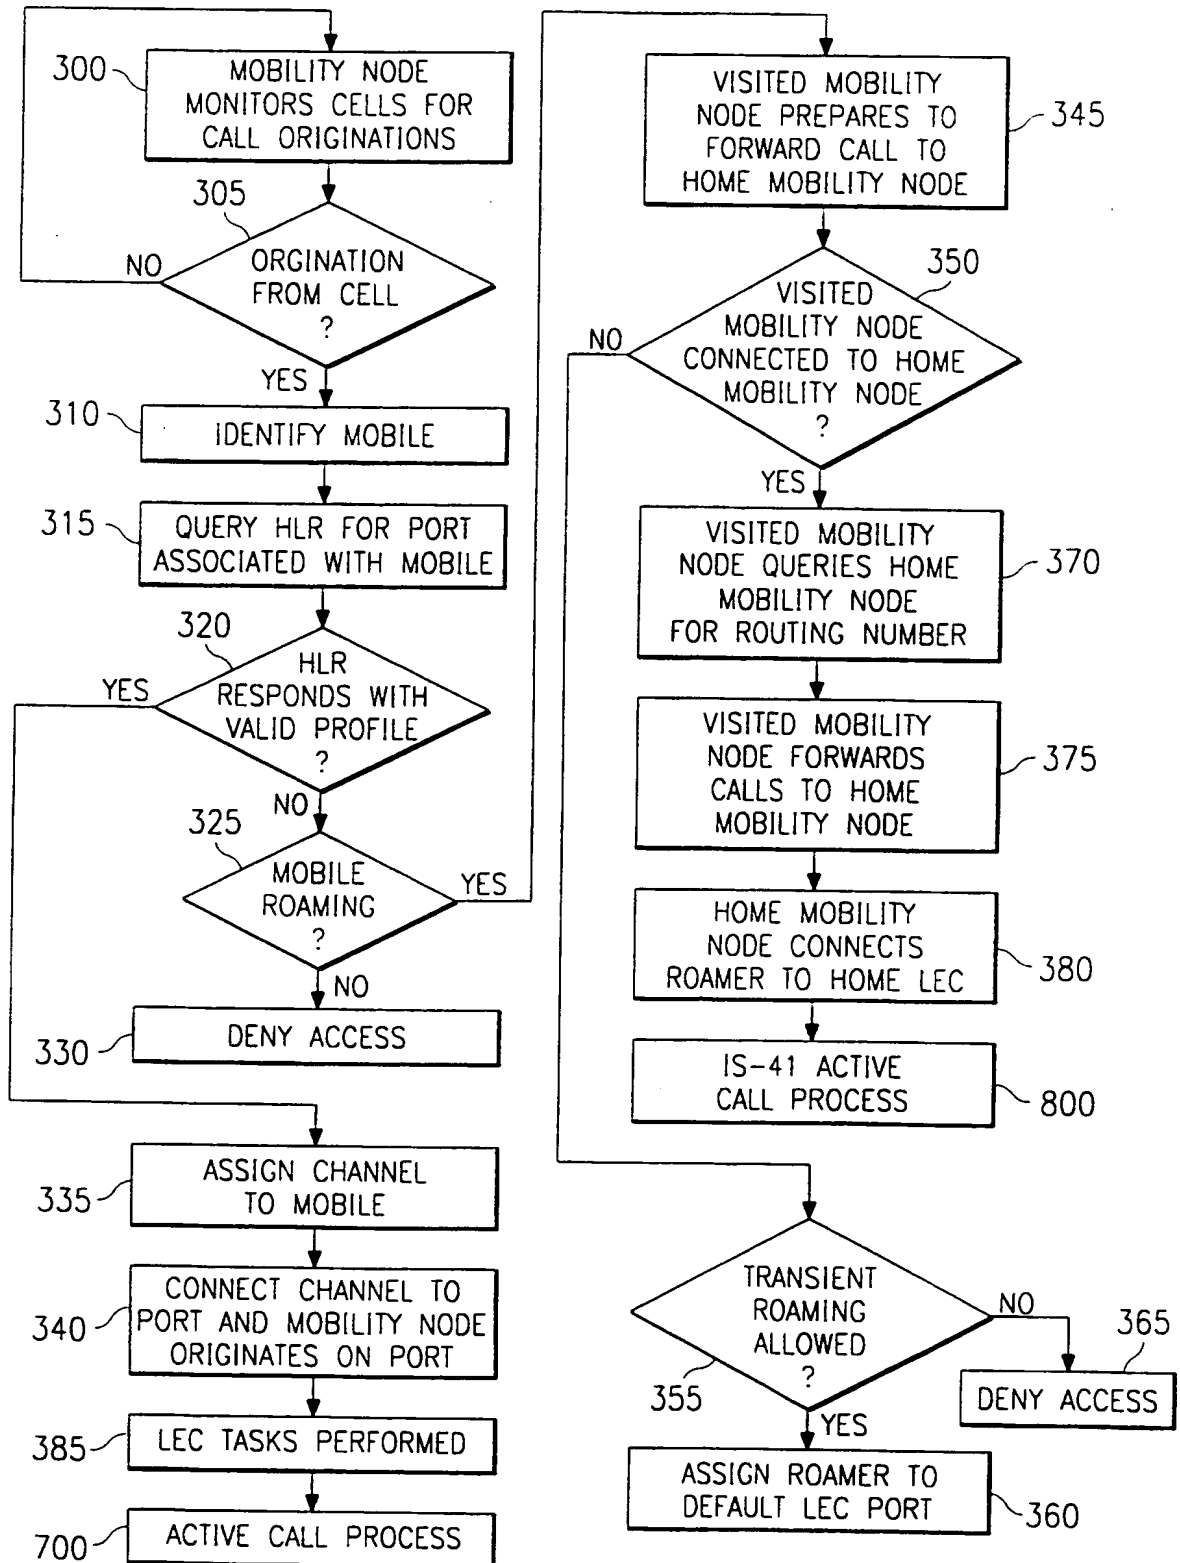 300
MOBILITY NODE
MONITORS CELLS FOR
CALL ORIGINATIONS
305
NO
ORGINATION
FROM CELL
?
YES
310
IDENTIFY MOBILE
315
QUERY HLR FOR PORT
ASSOCIATED WITH MOBILE
320
YES
HLR
RESPONDS WITH
VALID PROFILE
?
NO
325
MOBILE
ROAMING
?
YES
NO
330
DENY ACCESS
335
ASSIGN CHANNEL
TO MOBILE
340
CONNECT CHANNEL TO
PORT AND MOBILITY NODE
ORIGINATES ON PORT
385
LEC TASKS PERFORMED
700
ACTIVE CALL PROCESS
VISITED MOBILITY
NODE PREPARES TO
FORWARD CALL TO
HOME MOBILITY NODE
345
350
NO
VISITED
MOBILITY NODE
CONNECTED TO HOME
MOBILITY NODE
?
YES
VISITED MOBILITY
NODE QUERIES HOME
MOBILITY NODE
FOR ROUTING NUMBER
370
VISITED MOBILITY
NODE FORWARDS
CALLS TO HOME
MOBILITY NODE
375
HOME MOBILITY
NODE CONNECTS
ROAMER TO HOME LEC
380
IS-41 ACTIVE
CALL PROCESS
800
TRANSIENT
ROAMING
ALLOWED
?
NO
355
365
DENY ACCESS
YES
ASSIGN ROAMER TO
DEFAULT LEC PORT
360